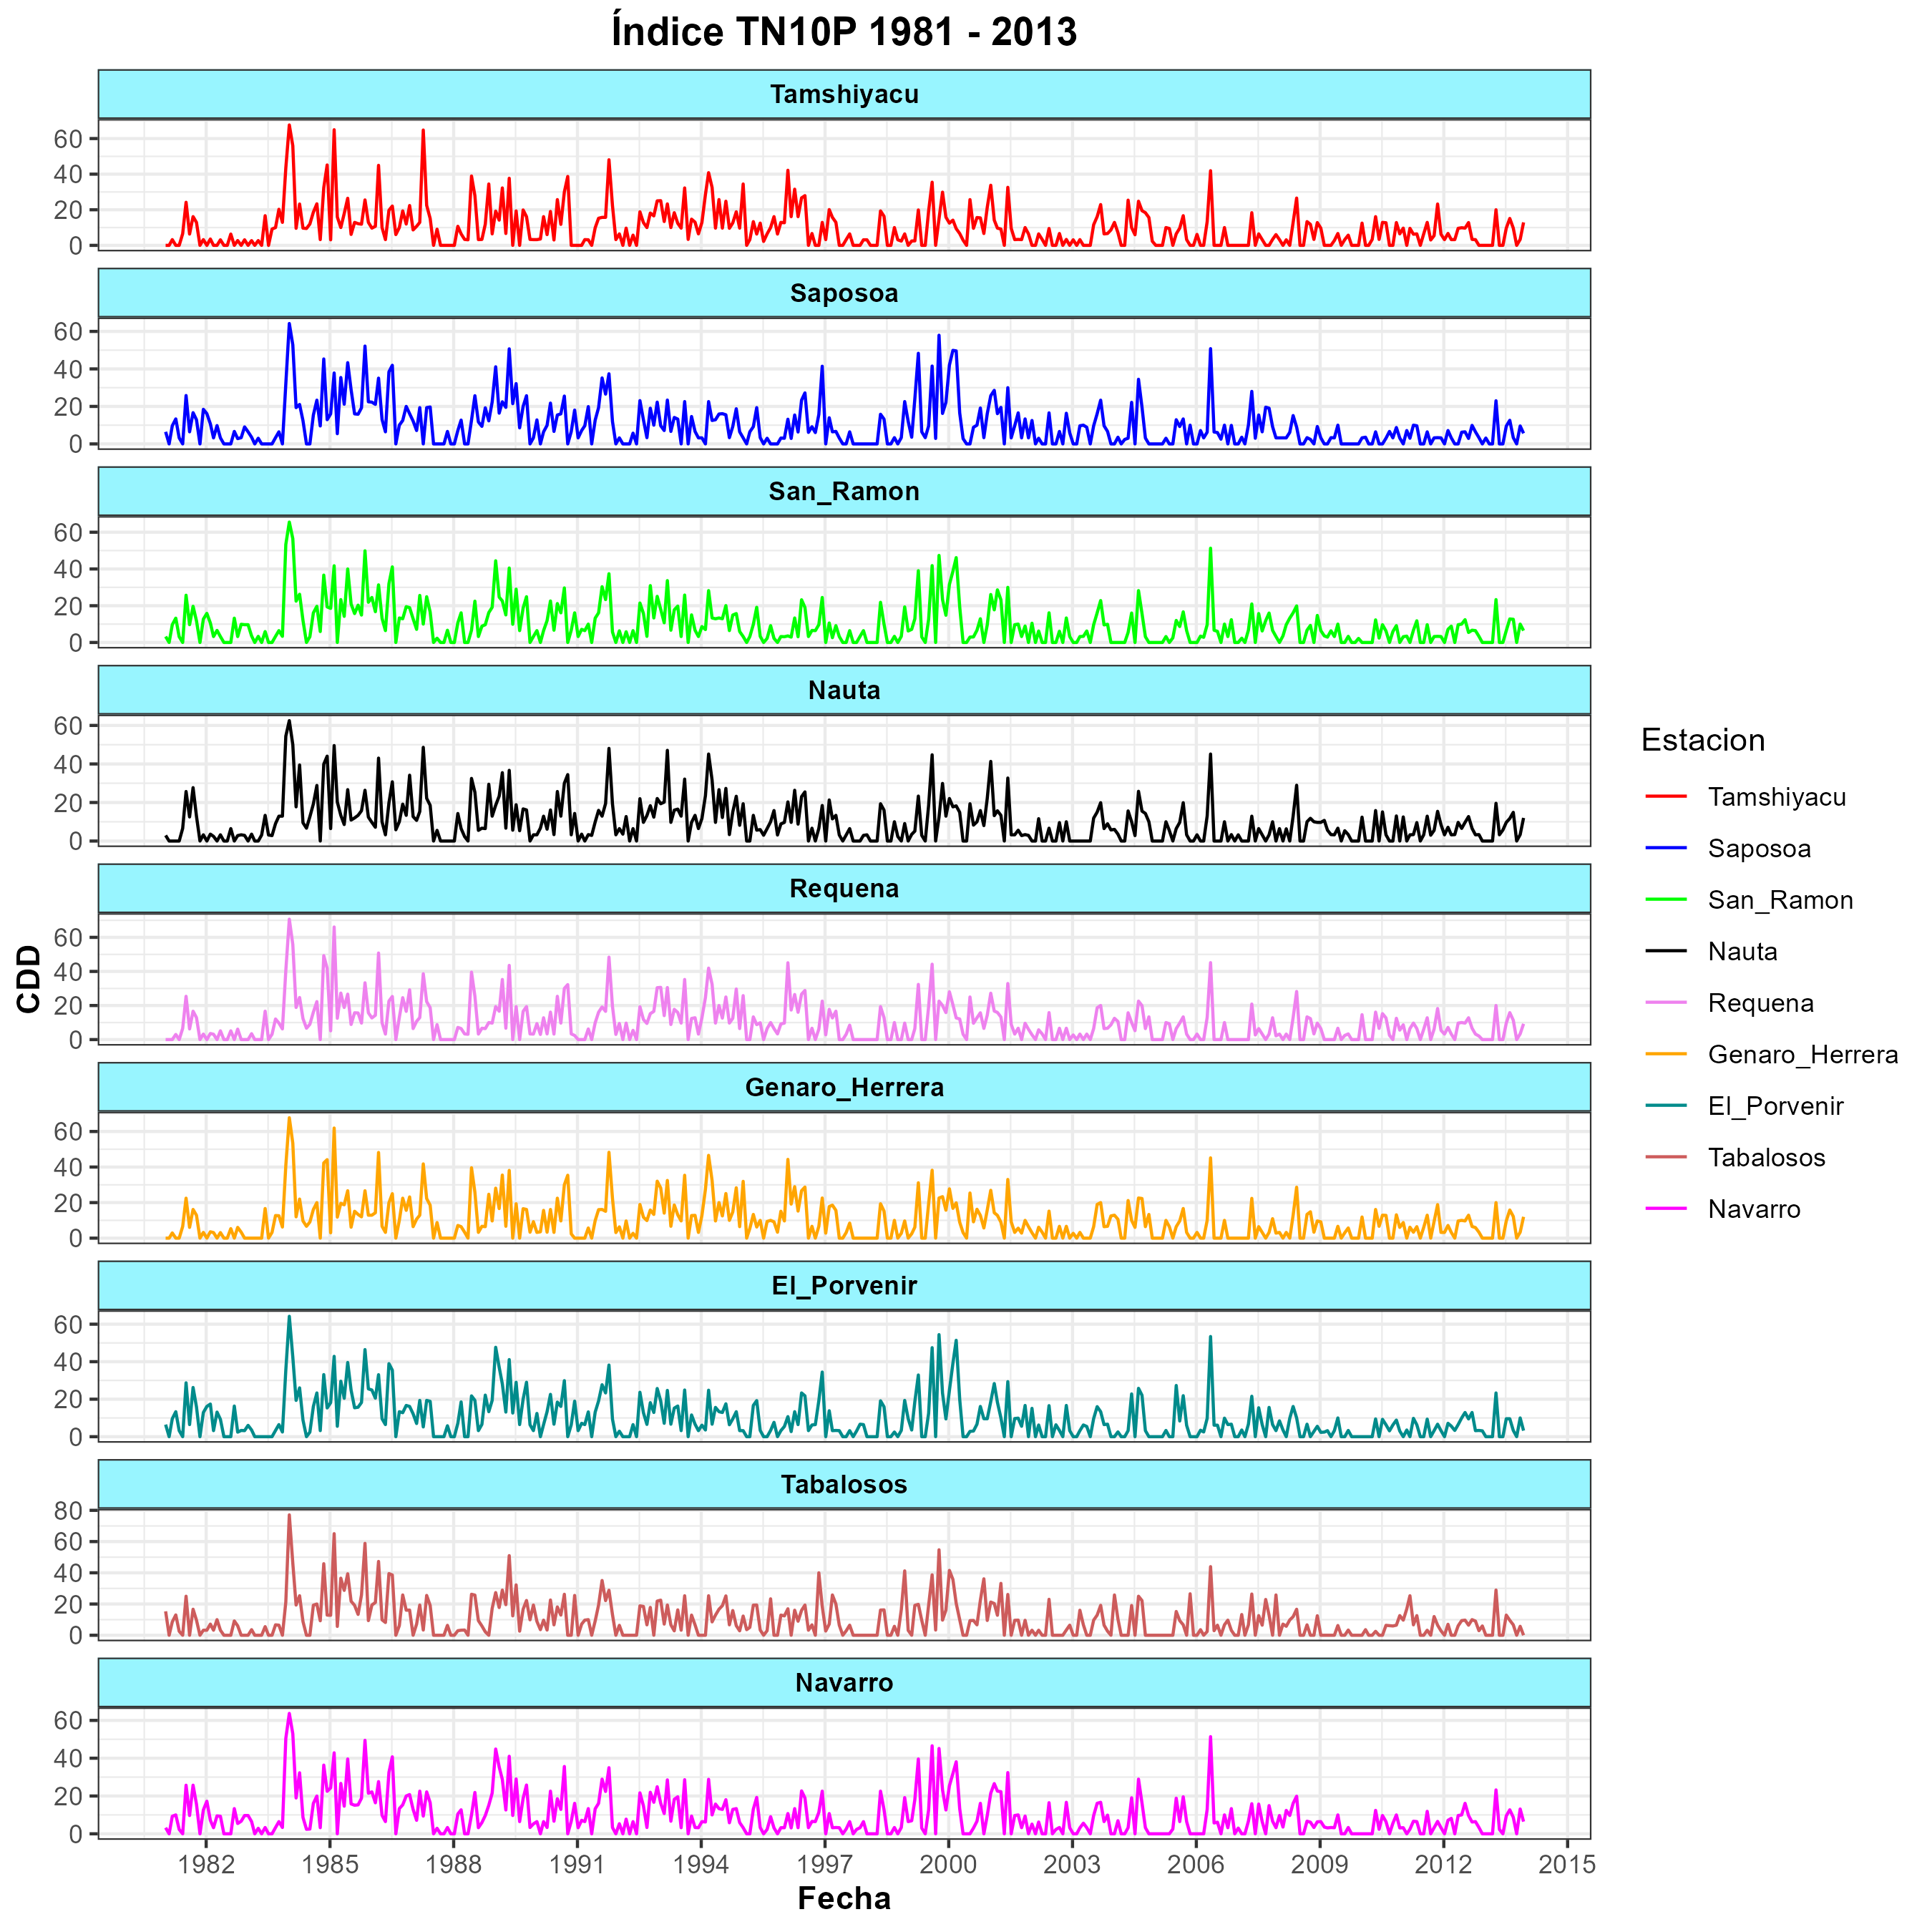 Índice TN10P 1981 - 2013
Tamshiyacu
60
40
20
0
Saposoa
60
40
20
0
San_Ramon
60
40
20
0
Nauta
60
40
20
0
Requena
60
40
20
0
Genaro_Herrera
60
40
20
0
El_Porvenir
60
40
20
0
Tabalosos
80
60
40
20
0
Navarro
60
40
20
0
1982 1985 1988 1991 1994 1997 2000 2003 2006 2009 2012 2015
Fecha
CDD
Estacion
Tamshiyacu
Saposoa
San_Ramon
Nauta
Requena
Genaro_Herrera
El_Porvenir
Tabalosos
Navarro